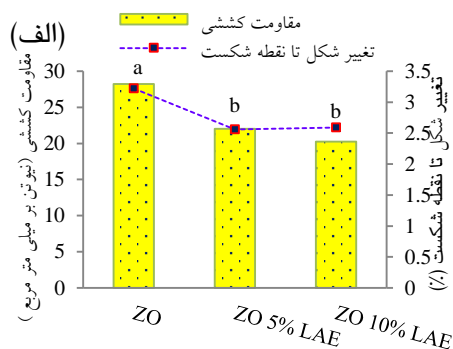 (الف)
مقاومت کششی
تغییر شکل تا نقطه شکست
30
25
20
15
10
5
0
3.5
3
2.5
2
1.5
1
0.5
0
a
b
b
مقاومت کششی (نیوتن بر میلی متر مربع )
تغییر شکل تا نقطه شکست (٪)
ZO
ZO 5% LAE
ZO 10% LAE